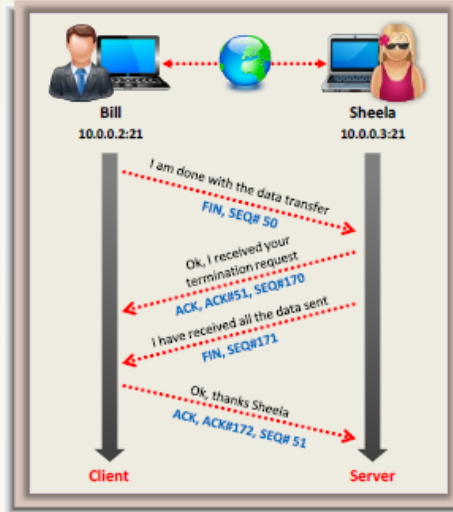 Bill
Sheela
10.0.0.2:21
10.0.0.3:21
I am done with the data transfer
FIN, SEQ# 50
Ok, I received your
termination request
ACK, ACK#51, SEQ#170
I have received all the data sent
FIN, SEQ#171
Ok, thanks Sheela
ACK, ACK#172, SEQ# 51
Client
Server